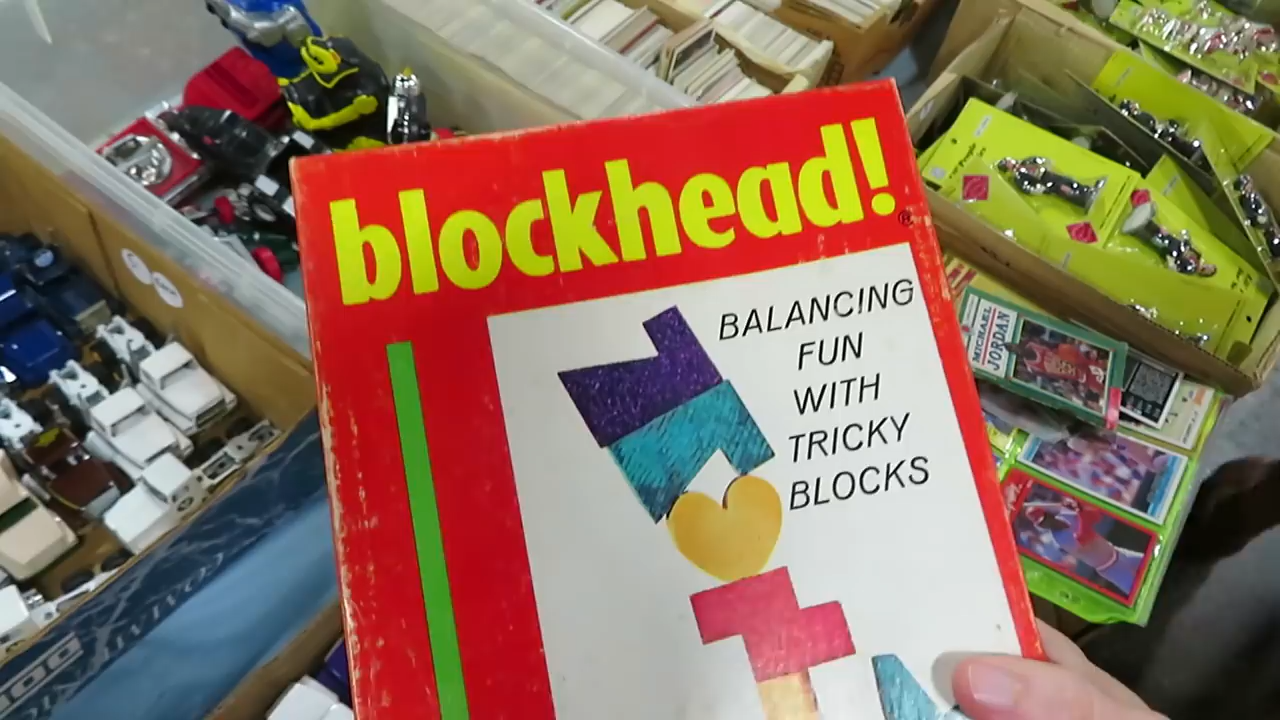 blockhead!
®
BALANCING
FUN
WITH
TRICKY
BLOCKS
MICHAEL
JORDAN